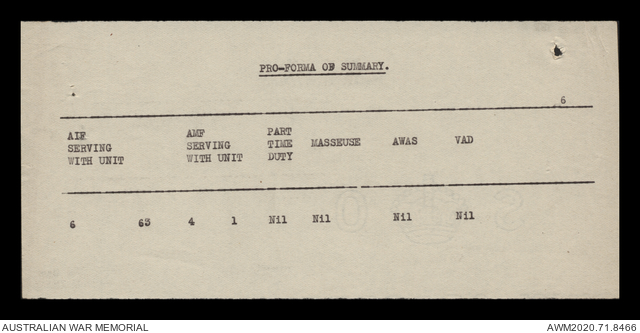 PRO-FORMA OF SUMMARY.
6
AIF SERVING WITH UNIT AMF SERVING WITH UNIT PART TIME DUTY MASSEUSE AWAS VAD
6 63 4 1 Nil Nil Nil Nil
AUSTRALIAN WAR MEMORIAL AWM2020.71.8466